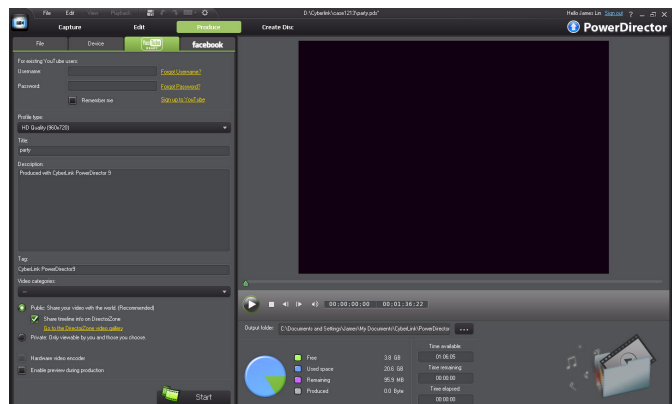 File Edit View Playback
D:\Cyberlink\case1213\party.pds*
Hello James Lin Sign out ?
Capture Edit Produce Create Disc
PowerDirector
File Device YouTube READY facebook
For existing YouTube users:
Username: Forgot Username?
Password: Forgot Password?
Remember me Sign up to YouTube
Profile type:
HD Quality (960x720)
Title:
party
Description:
Produced with CyberLink PowerDirector 9
Tag:
CyberLink PowerDirector9
Video categories:
--
Public: Share your video with the world. (Recommended)
Share timeline info on DirectorZone
Go to the DirectorZone video gallery
Private: Only viewable by you and those you choose
Hardware video encoder
Enable preview during production
Start
00:00:00:00 00:01:36:22
Output folder: C:\Documents and Settings\James\My Documents\CyberLink\PowerDirector ...
Free 3.8 GB
Used space 20.6 GB
Remaining 95.9 MB
Produced 0.0 Byte
Time available
01:06:05
Time remaining:
00:00:00
Time elapsed:
00:00:00